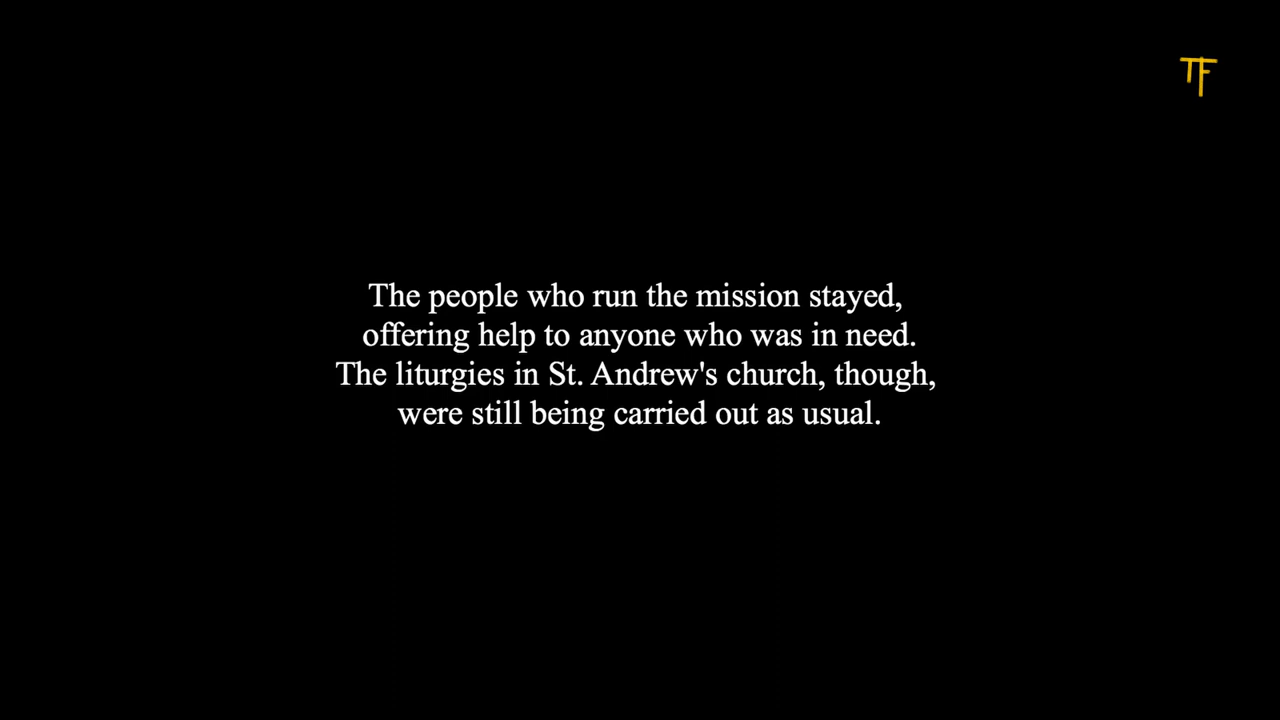 TF
The people who run the mission stayed,
offering help to anyone who was in need.
The liturgies in St. Andrew's church, though,
were still being carried out as usual.